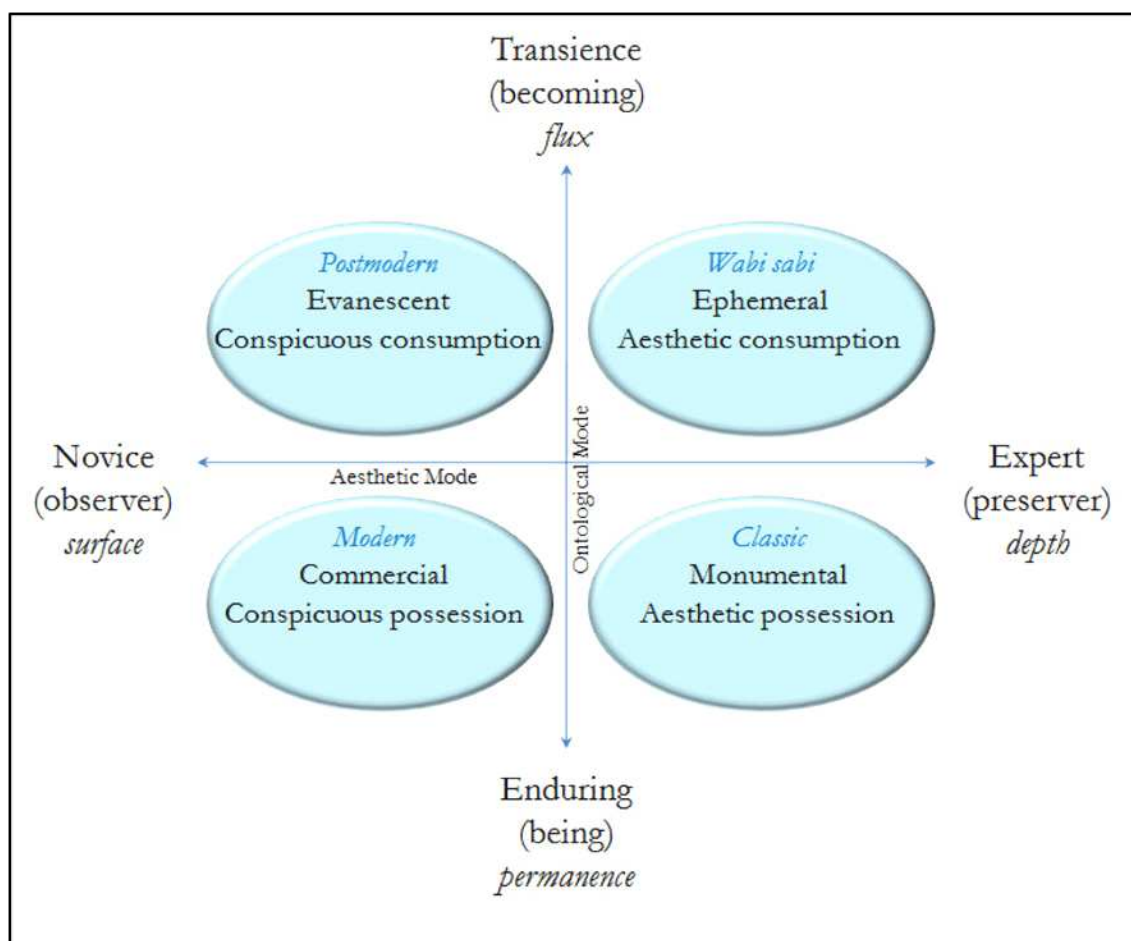 Transience
(becoming)
flux
Postmodern
Evanescent
Conspicuous consumption
Wabi sabi
Ephemeral
Aesthetic consumption
Novice
(observer)
surface
Aesthetic Mode
Ontological Mode
Expert
(preserver)
depth
Modern
Commercial
Conspicuous possession
Classic
Monumental
Aesthetic possession
Enduring
(being)
permanence